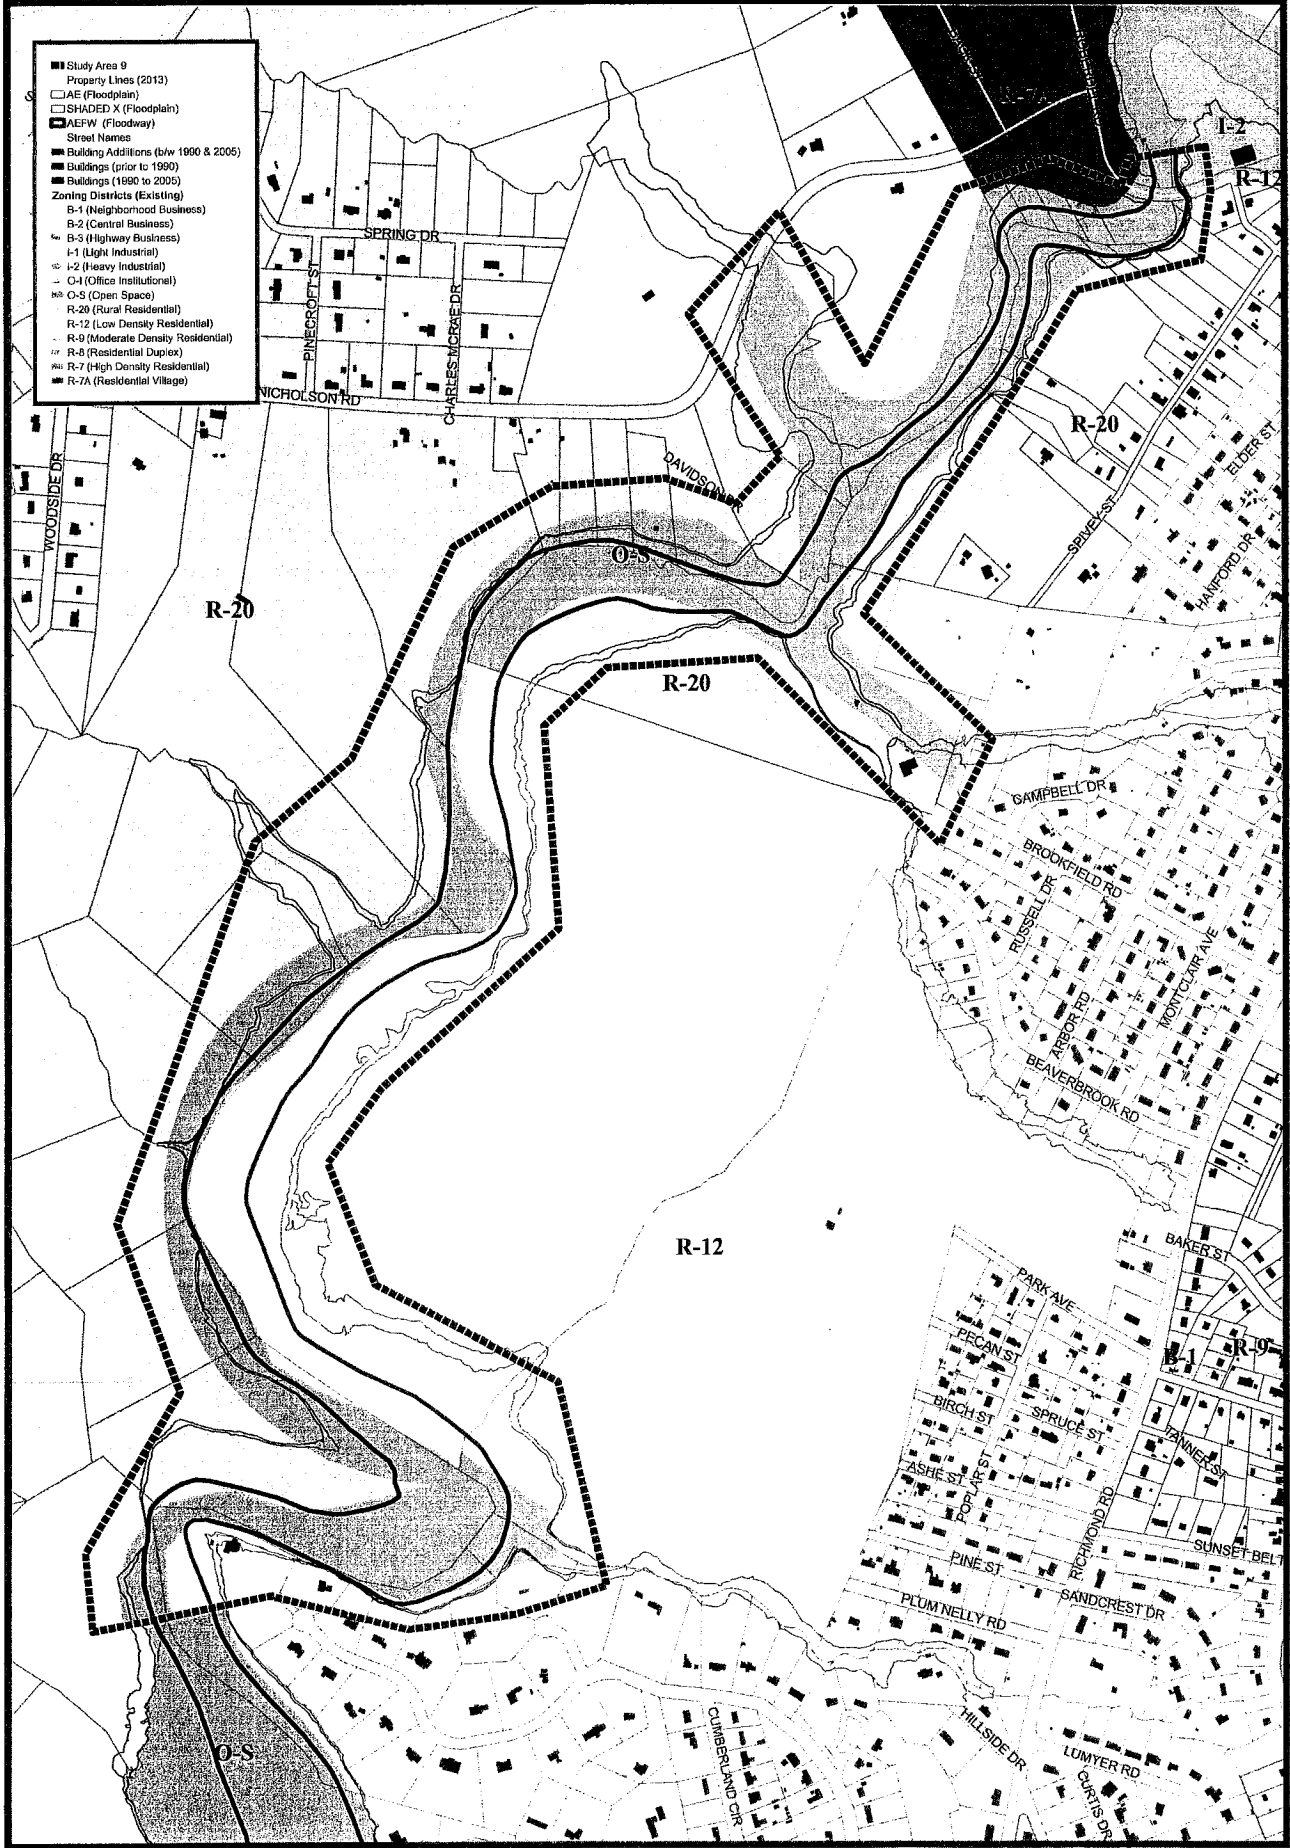 Study Area 9
Property Lines (2013)
AE (Floodplain)
SHADED X (Floodplain)
AEFW (Floodway)
Street Names
Building Additions (b/w 1990 & 2005)
Buildings (prior to 1990)
Buildings (1990 to 2005)
Zoning Districts (Existing)
B-1 (Neighborhood Business)
B-2 (Central Business)
B-3 (Highway Business)
I-1 (Light Industrial)
I-2 (Heavy Industrial)
O-I (Office Institutional)
O-S (Open Space)
R-20 (Rural Residential)
R-12 (Low Density Residential)
R-9 (Moderate Density Residential)
R-8 (Residential Duplex)
R-7 (High Density Residential)
R-7A (Residential Village)
I-2
R-12
SPRING DR
PINECROFT ST
CHARLES MCRAE DR
NICHOLSON RD
WOODSIDE DR
DAVIDSON DR
R-20
ELDER ST
SPIVEY ST
HANFORD DR
O-S
R-20
R-20
CAMPBELL DR
BROOKFIELD RD
RUSSELL DR
MONTCLAIR AVE
ARBOR RD
BEAVERBROOK RD
R-12
BAKER ST
PARK AVE
PECAN ST
B-1
R-9
BIRCH ST
SPRUCE ST
TANNER ST
ASHE ST
POPLAR ST
RICHMOND RD
SUNSET BELT
PINE ST
SANDCREST DR
PLUM NELLY RD
O-S
CUMBERLAND CIR
HILLSIDE DR
LUMYER RD
CURTIS DR